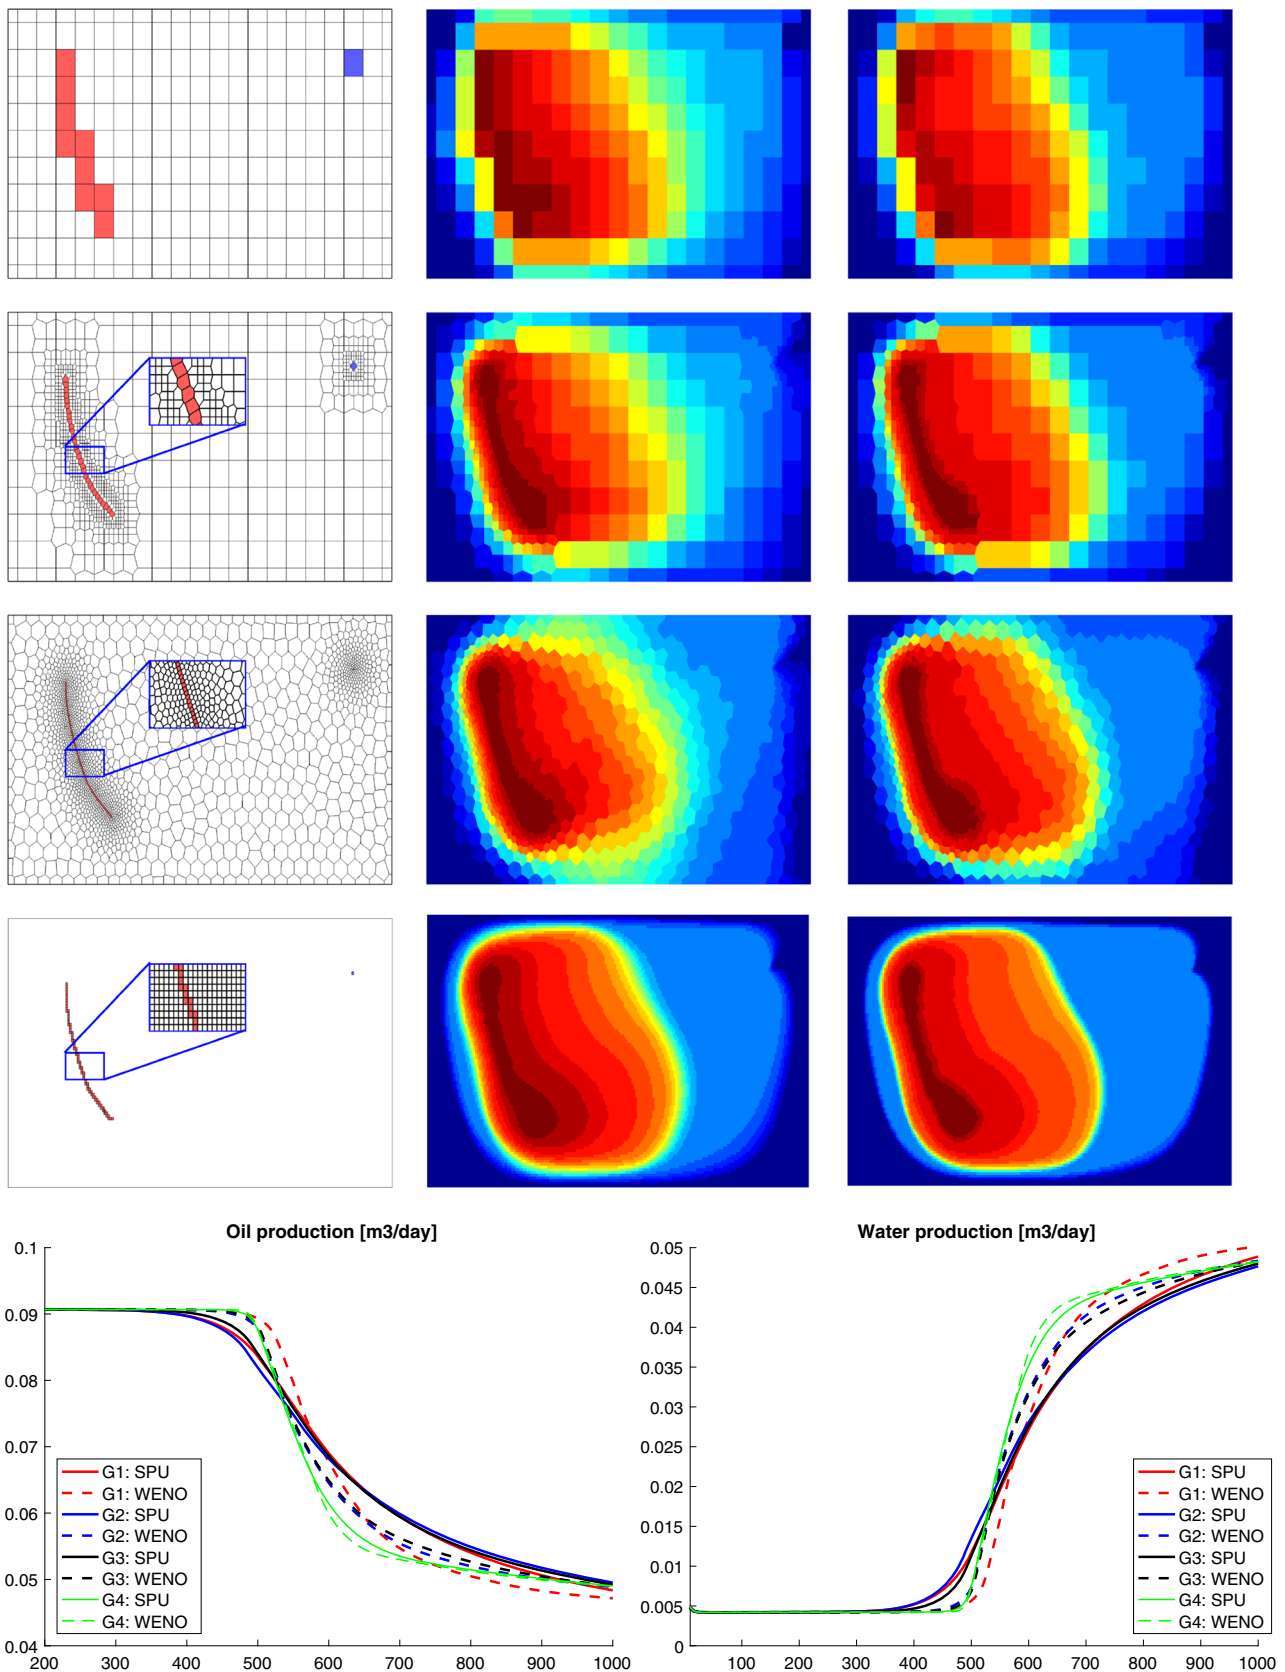 Oil production [m3/day]
0.1
0.09
0.08
0.07
0.06
0.05
0.04
200 300 400 500 600 700 800 900 1000
G1: SPU
G1: WENO
G2: SPU
G2: WENO
G3: SPU
G3: WENO
G4: SPU
G4: WENO
Water production [m3/day]
0.05
0.045
0.04
0.035
0.03
0.025
0.02
0.015
0.01
0.005
0
100 200 300 400 500 600 700 800 900 1000
G1: SPU
G1: WENO
G2: SPU
G2: WENO
G3: SPU
G3: WENO
G4: SPU
G4: WENO